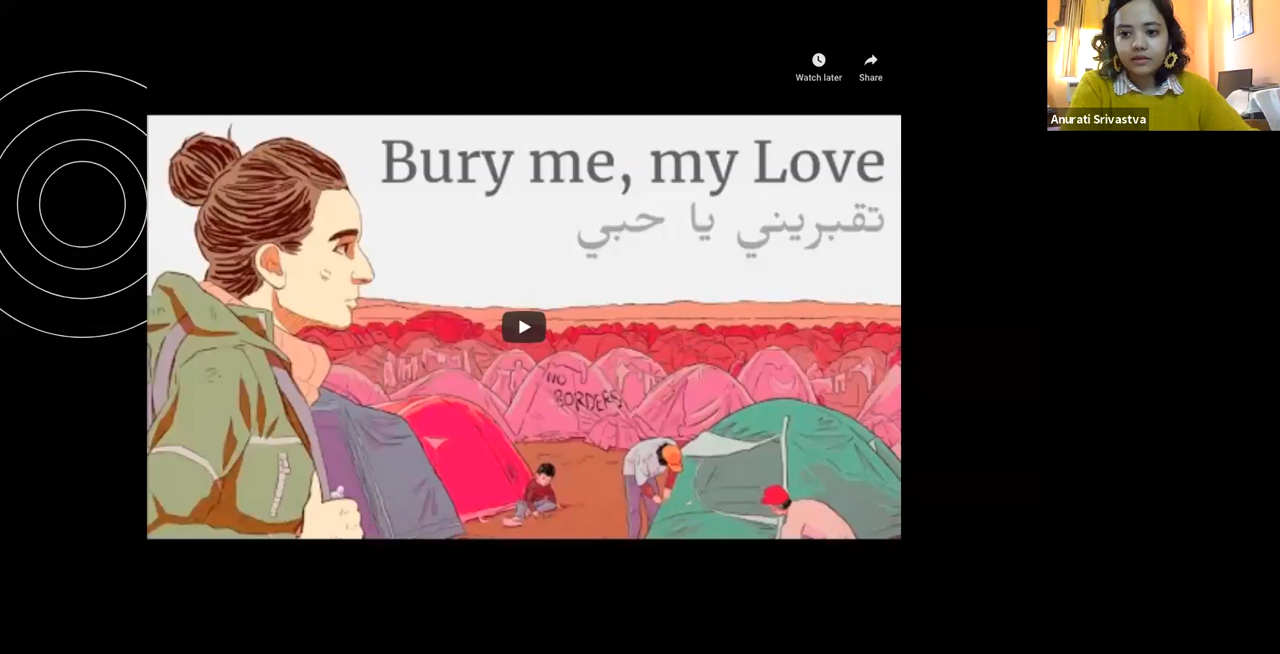 Watch later
Share
Anurati Srivastva
Bury me, my Love
تقبريني يا حبي
NO
BORDERS